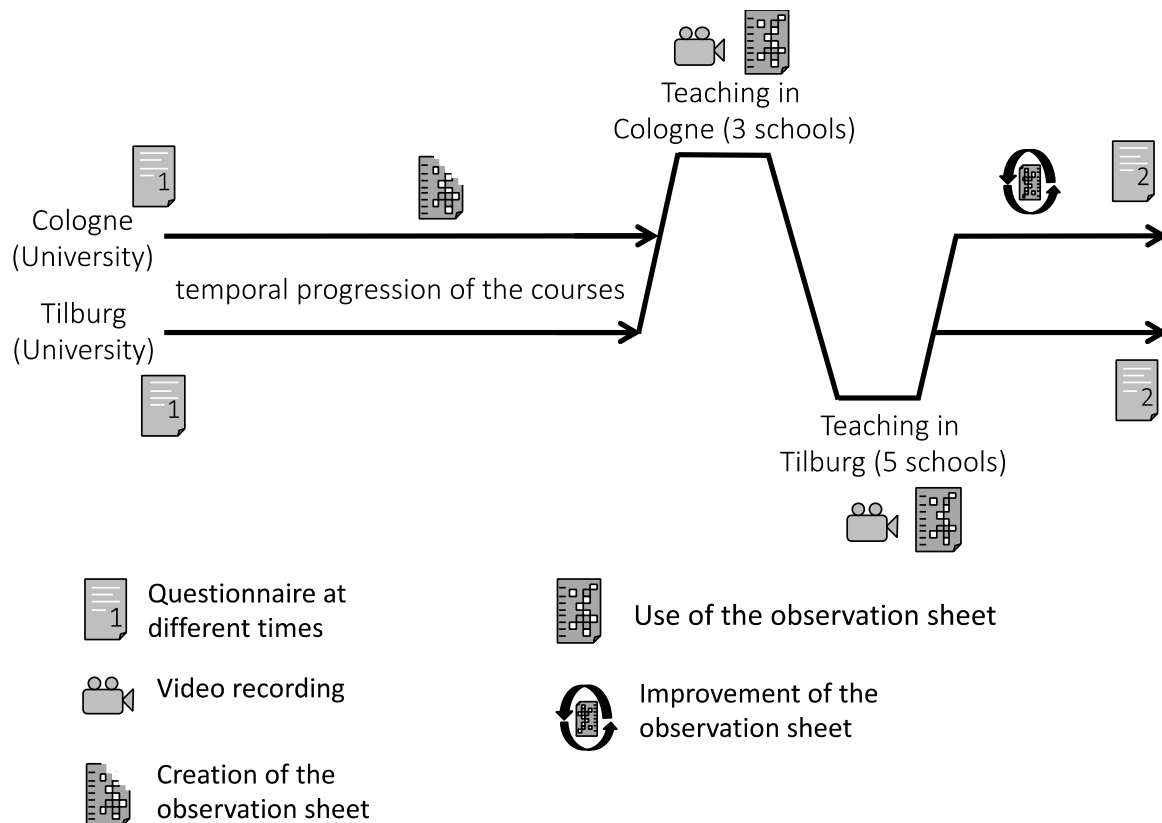 Teaching in
Cologne (3 schools)
1
2
Cologne
(University)
temporal progression of the courses
Tilburg
(University)
1
2
Teaching in
Tilburg (5 schools)
1
Questionnaire at
different times
Use of the observation sheet
Video recording
Improvement of the
observation sheet
Creation of the
observation sheet